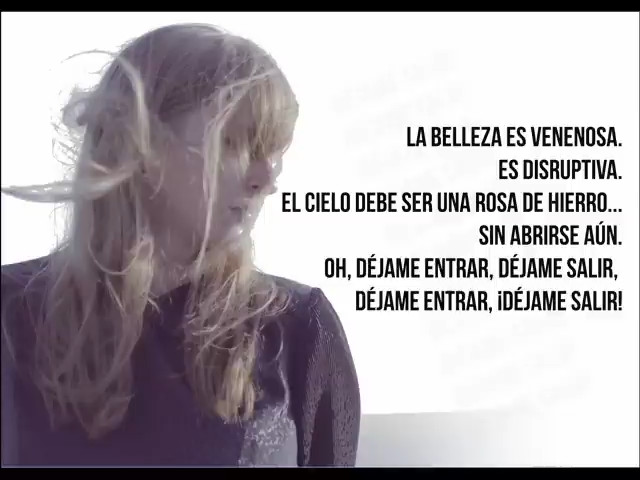 LA BELLEZA ES VENENOSA.
ES DISRUPTIVA.
EL CIELO DEBE SER UNA ROSA DE HIERRO...
SIN ABRIRSE AÚN.
OH, DÉJAME ENTRAR, DÉJAME SALIR,
DÉJAME ENTRAR, ¡DÉJAME SALIR!